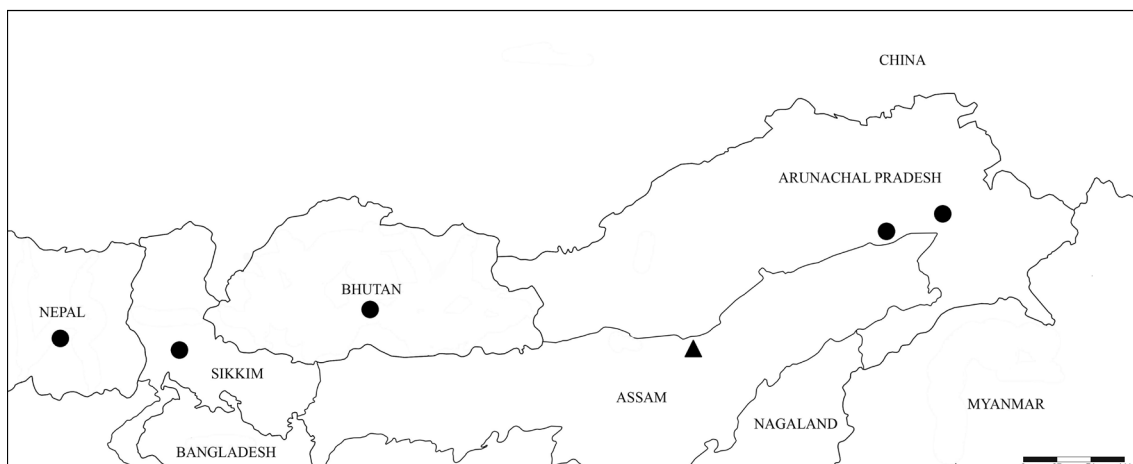 CHINA
ARUNACHAL PRADESH
BHUTAN
NEPAL
SIKKIM
ASSAM
MYANMAR
NAGALAND
BANGLADESH